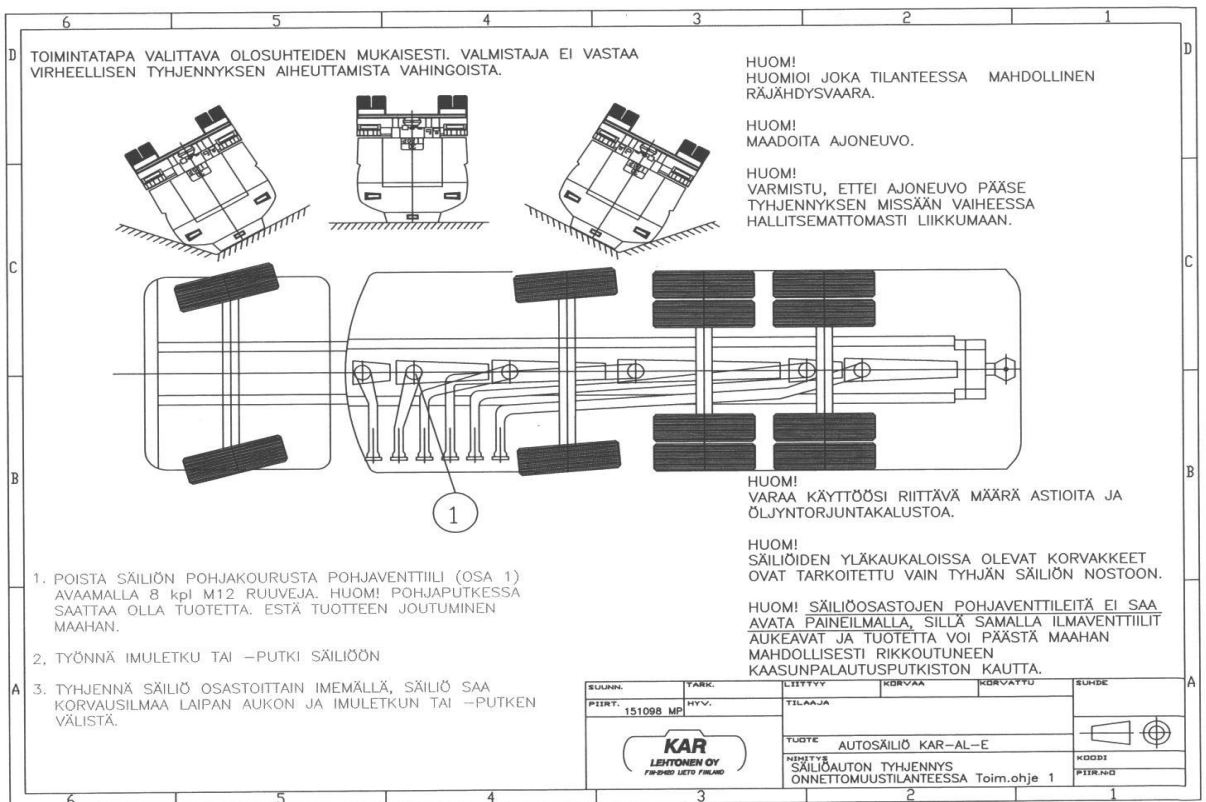 6 5 4 3 2 1
D
D
TOIMINTATAPA VALITTAVA OLOSUHTEIDEN MUKAISESTI. VALMISTAJA EI VASTAA
VIRHEELLISEN TYHJENNYKSEN AIHEUTTAMISTA VAHINGOISTA.
HUOM!
HUOMIOI JOKA TILANTEESSA MAHDOLLINEN
RÄJÄHDYSVAARA.
HUOM!
MAADOITA AJONEUVO.
HUOM!
VARMISTU, ETTEI AJONEUVO PÄÄSE
TYHJENNYKSEN MISSÄÄN VAIHEESSA
HALLITSEMATTOMASTI LIIKKUMAAN.
C
C
1
B
B
HUOM!
VARAA KÄYTTÖÖSI RIITTÄVÄ MÄÄRÄ ASTIOITA JA
ÖLJYNTORJUNTAKALUSTOA.
HUOM!
SÄILIÖIDEN YLÄKAUKALOISSA OLEVAT KORVAKKEET
OVAT TARKOITETTU VAIN TYHJÄN SÄILIÖN NOSTOON.
HUOM! SÄILIÖOSASTOJEN POHJAVENTTILEITÄ EI SAA
AVATA PAINEILMALLA, SILLÄ SAMALLA ILMAVENTTIILIT
AUKEAVAT JA TUOTETTA VOI PÄÄSTÄ MAAHAN
MAHDOLLISESTI RIKKOUTUNEEN
KAASUNPALAUTUSPUTKISTON KAUTTA.
1. POISTA SÄILIÖN POHJAKOURUSTA POHJAVENTTIILI (OSA 1)
AVAAMALLA 8 kpl M12 RUUVEJA. HUOM! POHJAPUTKESSA
SAATTAA OLLA TUOTETTA. ESTÄ TUOTTEEN JOUTUMINEN
MAAHAN.
2, TYÖNNÄ IMULETKU TAI –PUTKI SÄILIÖÖN
3. TYHJENNÄ SÄILIÖ OSASTOITTAIN IMEMÄLLÄ, SÄILIÖ SAA
KORVAUSILMAA LAIPAN AUKON JA IMULETKUN TAI –PUTKEN
VÄLISTÄ.
A
A
SUUNN. TARK. LIITTYY KORVAA KORVATTU SUHDE
PIIRT. 151098 MP HYV. TILAAJA
TUOTE AUTOSÄILIÖ KAR–AL–E
KAR
LEHTONEN OY
LIETO FINLAND
NIMITYS SÄILIÖAUTON TYHJENNYS
ONNETTOMUUSTILANTEESSA Toim.ohje 1
KOODI
PIIR.NO
6 5 4 3 2 1